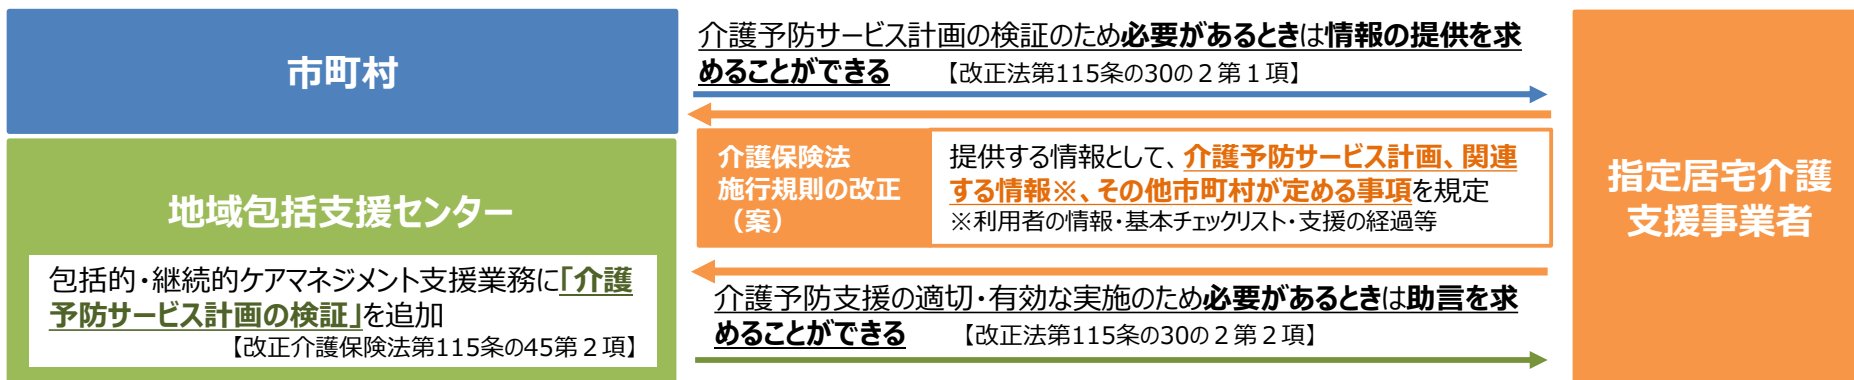 市町村
地域包括支援センター
包括的・継続的ケアマネジメント支援業務に「介護
予防サービス計画の検証」を追加
【改正介護保険法第115条の45第２項】
介護予防サービス計画の検証のため必要があるときは情報の提供を求
めることができる　【改正法第115条の30の２第１項】
介護保険法
施行規則の改正
（案）
提供する情報として、介護予防サービス計画、関連
する情報※、その他市町村が定める事項を規定
※利用者の情報・基本チェックリスト・支援の経過等
介護予防支援の適切・有効な実施のため必要があるときは助言を求
めることができる　【改正法第115条の30の２第２項】
指定居宅介護
支援事業者